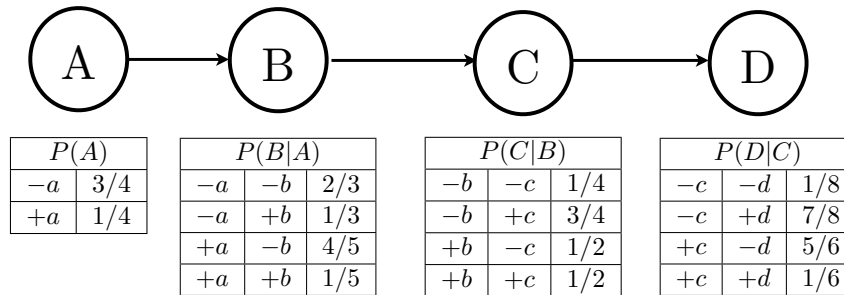 A B C D
P(A) P(B|A) P(C|B) P(D|C)
−a 3/4 −a −b 2/3 −b −c 1/4 −c −d 1/8
+a 1/4 −a +b 1/3 −b +c 3/4 −c +d 7/8
+a −b 4/5 +b −c 1/2 +c −d 5/6
+a +b 1/5 +b +c 1/2 +c +d 1/6